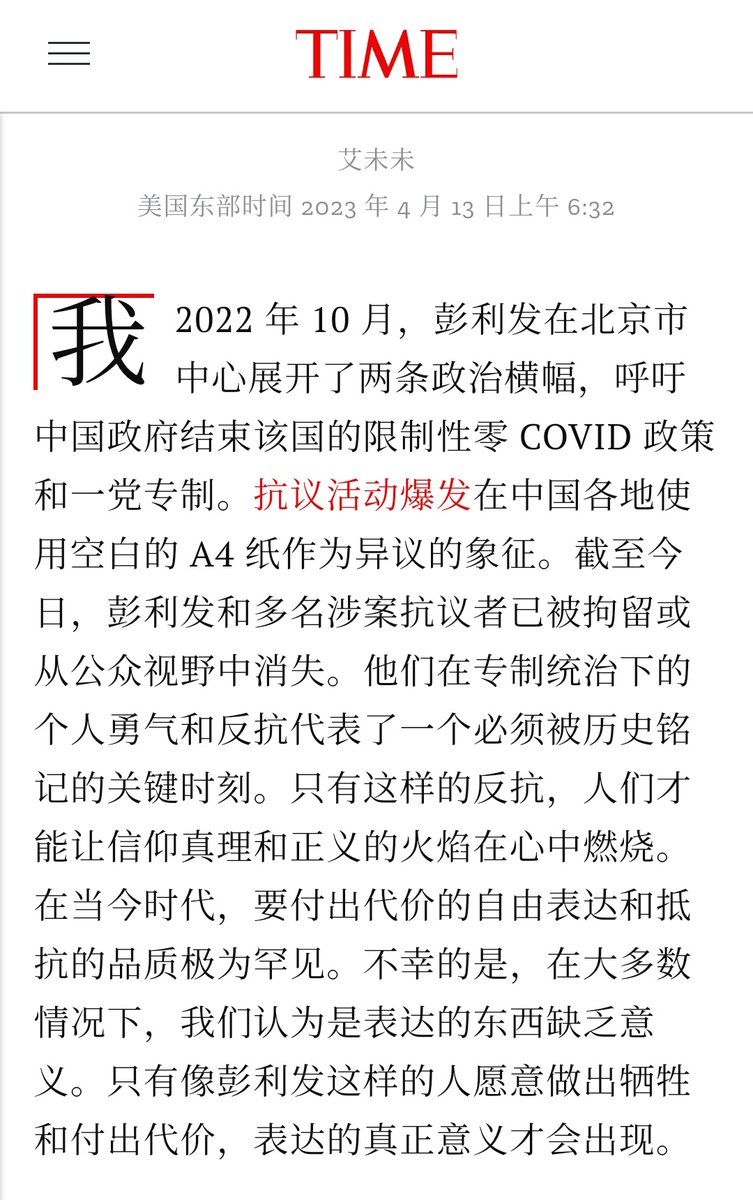 TIME
艾未未
美国东部时间 2023 年 4 月 13 日上午 6:32
我 2022 年 10 月，彭利发在北京市
中心展开了两条政治横幅，呼吁
中国政府结束该国的限制性零 COVID 政策
和一党专制。抗议活动爆发在中国各地使
用空白的 A4 纸作为异议的象征。截至今
日，彭利发和多名涉案抗议者已被拘留或
从公众视野中消失。他们在专制统治下的
个人勇气和反抗代表了一个必须被历史铭
记的关键时刻。只有这样的反抗，人们才
能让信仰真理和正义的火焰在心中燃烧。
在当今时代，要付出代价的自由表达和抵
抗的品质极为罕见。不幸的是，在大多数
情况下，我们认为是表达的东西缺乏意
义。只有像彭利发这样的人愿意做出牺牲
和付出代价，表达的真正意义才会出现。